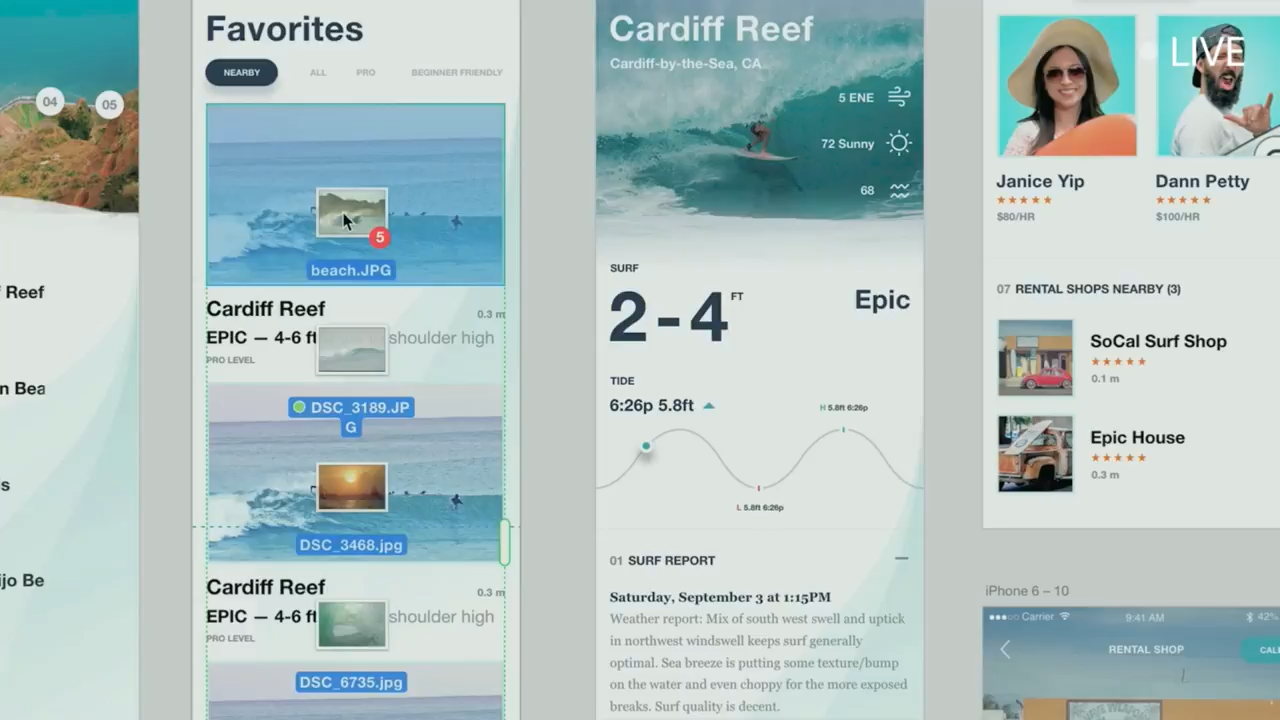 04
05
f Reef
n Bea
s
ijo Be
Favorites
NEARBY
ALL
PRO
BEGINNER FRIENDLY
5
beach.JPG
Cardiff Reef
0.3 m
EPIC — 4-6 ft
shoulder high
PRO LEVEL
DSC_3189.JP
G
DSC_3468.jpg
Cardiff Reef
0.3 m
EPIC — 4-6 ft
shoulder high
PRO LEVEL
DSC_6735.jpg
Cardiff Reef
Cardiff-by-the-Sea, CA
5 ENE
72 Sunny
68
SURF
2-4 FT
Epic
TIDE
6:26p 5.8ft
H 5.8ft 6:26p
L 5.8ft 6:26p
01 SURF REPORT
Saturday, September 3 at 1:15PM
Weather report: Mix of south west swell and uptick
in northwest windswell keeps surf generally
optimal. Sea breeze is putting some texture/bump
on the water and even choppy for the more exposed
breaks. Surf quality is decent.
LIVE
Janice Yip
$80/HR
Dann Petty
$100/HR
07 RENTAL SHOPS NEARBY (3)
SoCal Surf Shop
0.1 m
Epic House
0.3 m
iPhone 6 – 10
Carrier
9:41 AM
42%
RENTAL SHOP
CALL